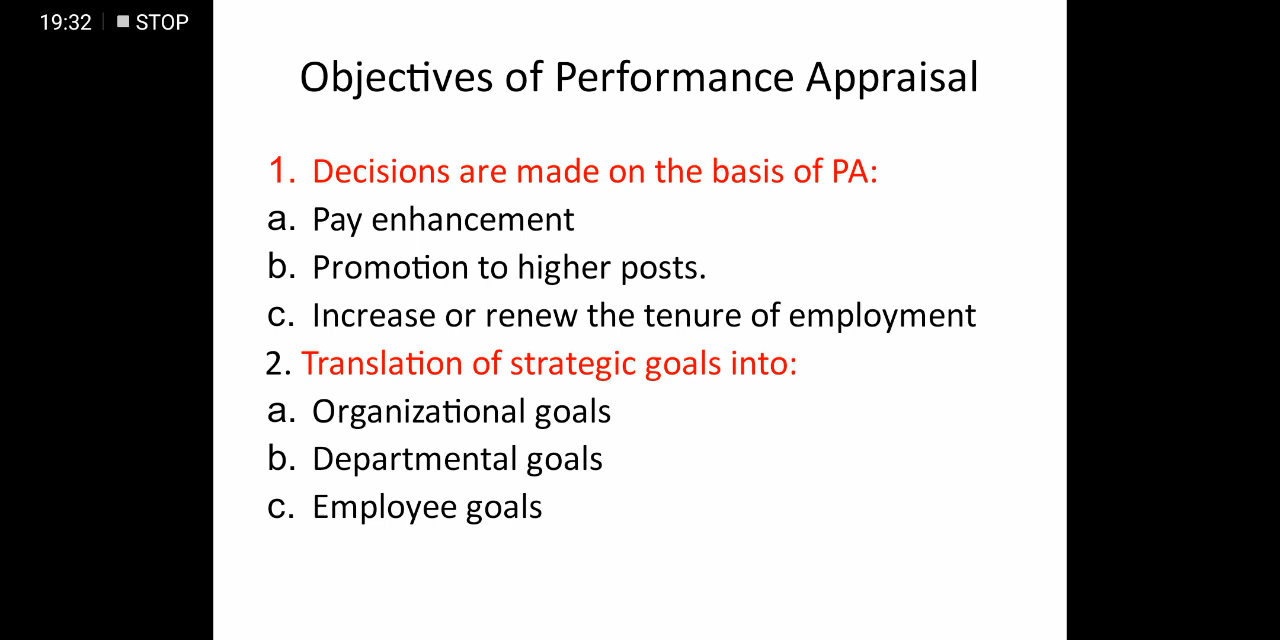 19:32 STOP
Objectives of Performance Appraisal
1. Decisions are made on the basis of PA:
a. Pay enhancement
b. Promotion to higher posts.
c. Increase or renew the tenure of employment
2. Translation of strategic goals into:
a. Organizational goals
b. Departmental goals
c. Employee goals